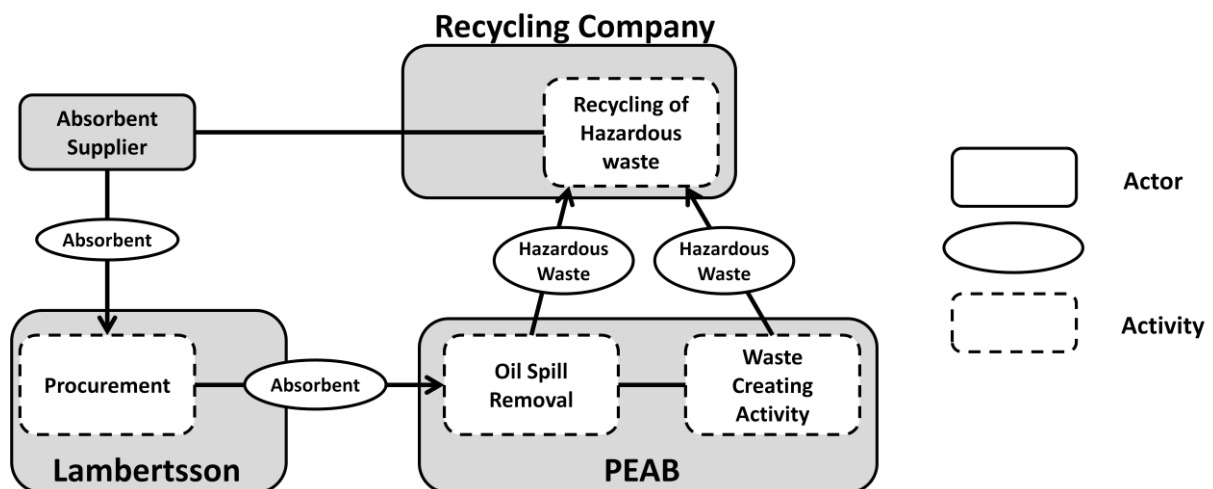 Recycling Company
Absorbent
Supplier
Recycling of
Hazardous
waste
Actor
Absorbent
Hazardous
Waste
Hazardous
Waste
Activity
Procurement
Absorbent
Oil Spill
Removal
Waste
Creating
Activity
Lambertsson
PEAB